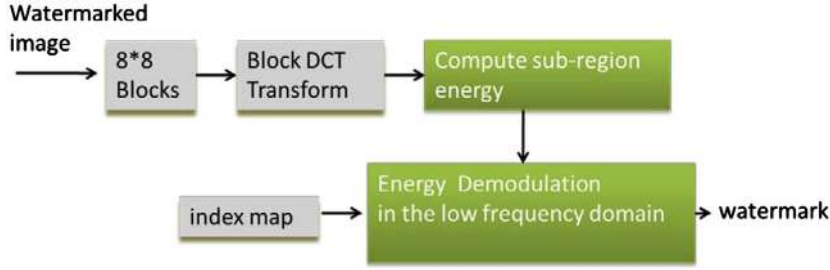 Watermarked
image
8*8
Blocks
Block DCT
Transform
Compute sub-region
energy
Energy Demodulation
in the low frequency domain
index map
watermark